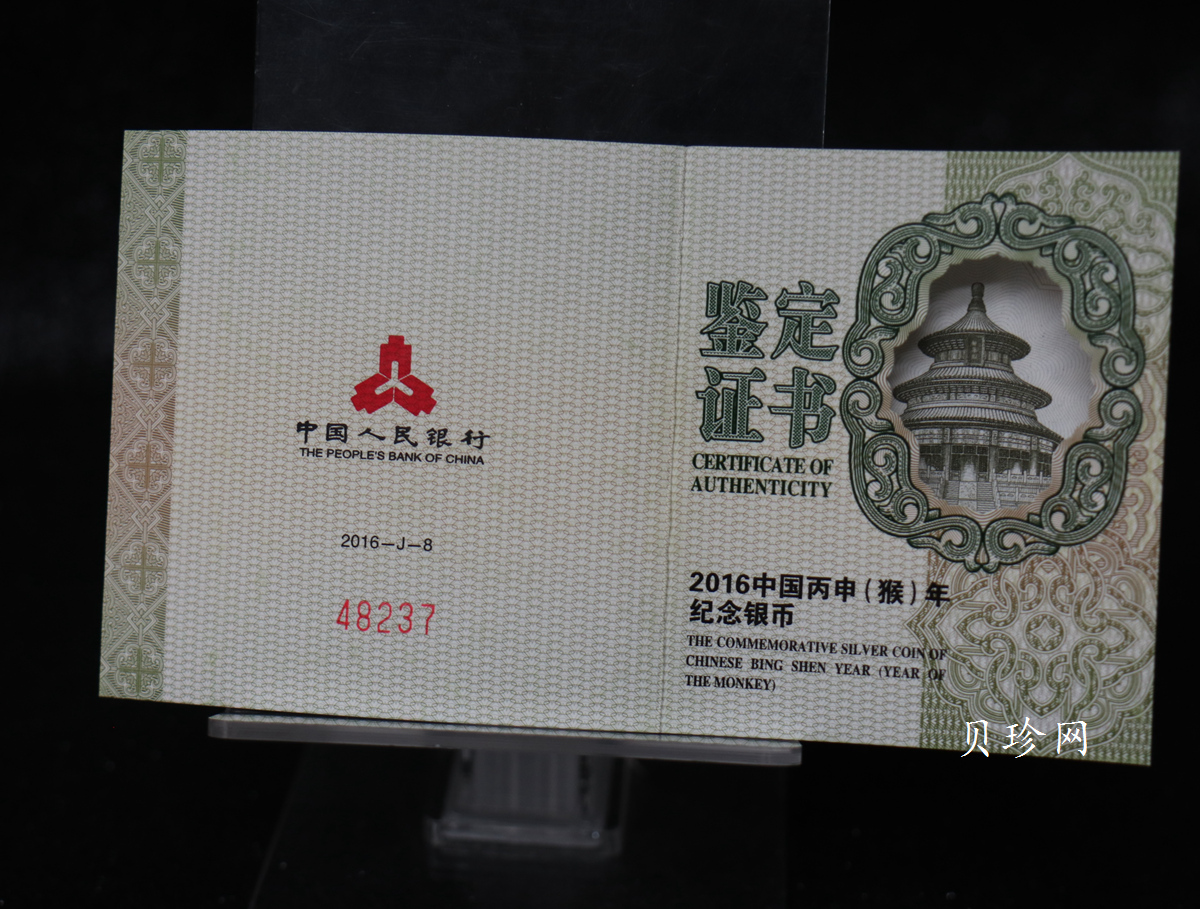 中国人民银行
THE PEOPLE'S BANK OF CHINA
2016—J—8
48237
鉴定
证书
CERTIFICATE OF
AUTHENTICITY
2016中国丙申(猴)年
纪念银币
THE COMMEMORATIVE SILVER COIN OF
CHINESE BING SHEN YEAR (YEAR OF
THE MONKEY)
贝珍网